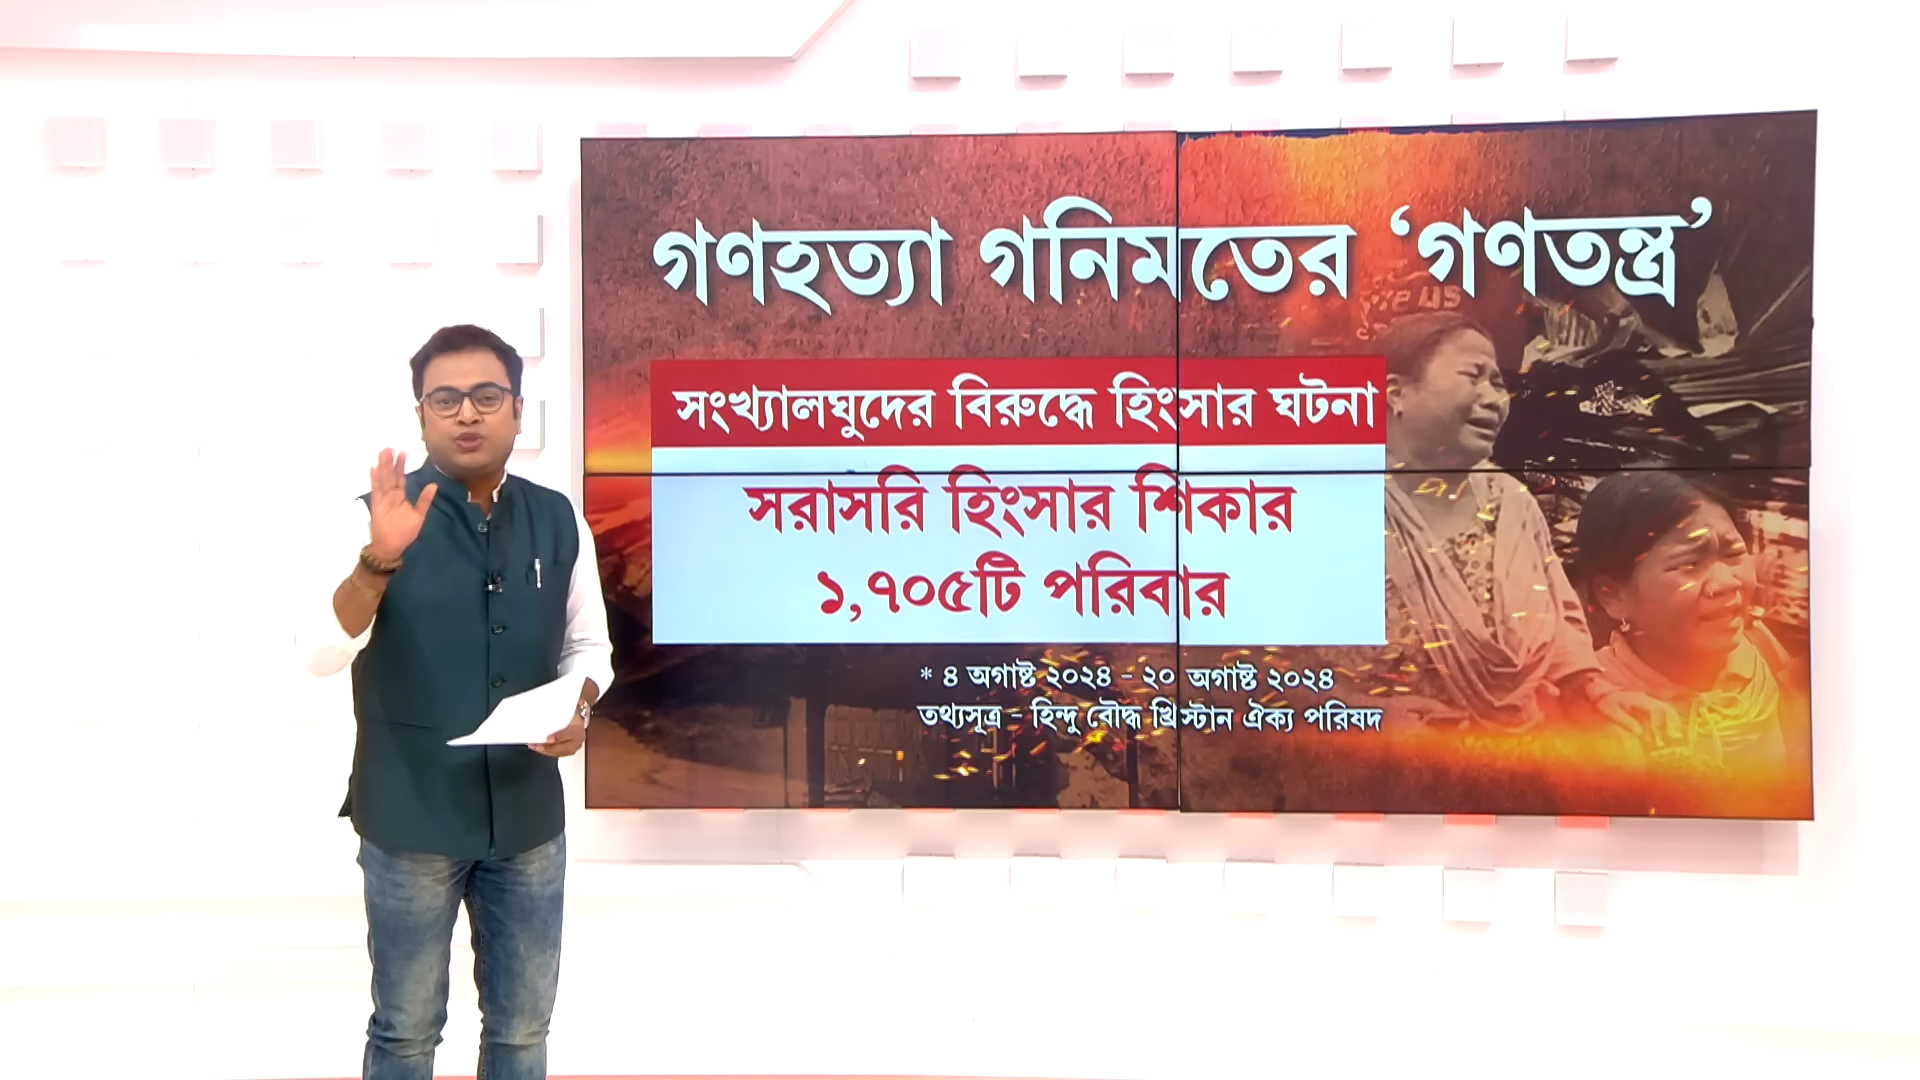 গণহত্যা গনিমতের ‘গণতন্ত্র’
সংখ্যালঘুদের বিরুদ্ধে হিংসার ঘটনা
সরাসরি হিংসার শিকার
১,৭০৫টি পরিবার
* ৪ অগাষ্ট ২০২৪ - ২০ অগাষ্ট ২০২৪
তথ্যসূত্র - হিন্দু বৌদ্ধ খ্রিস্টান ঐক্য পরিষদ